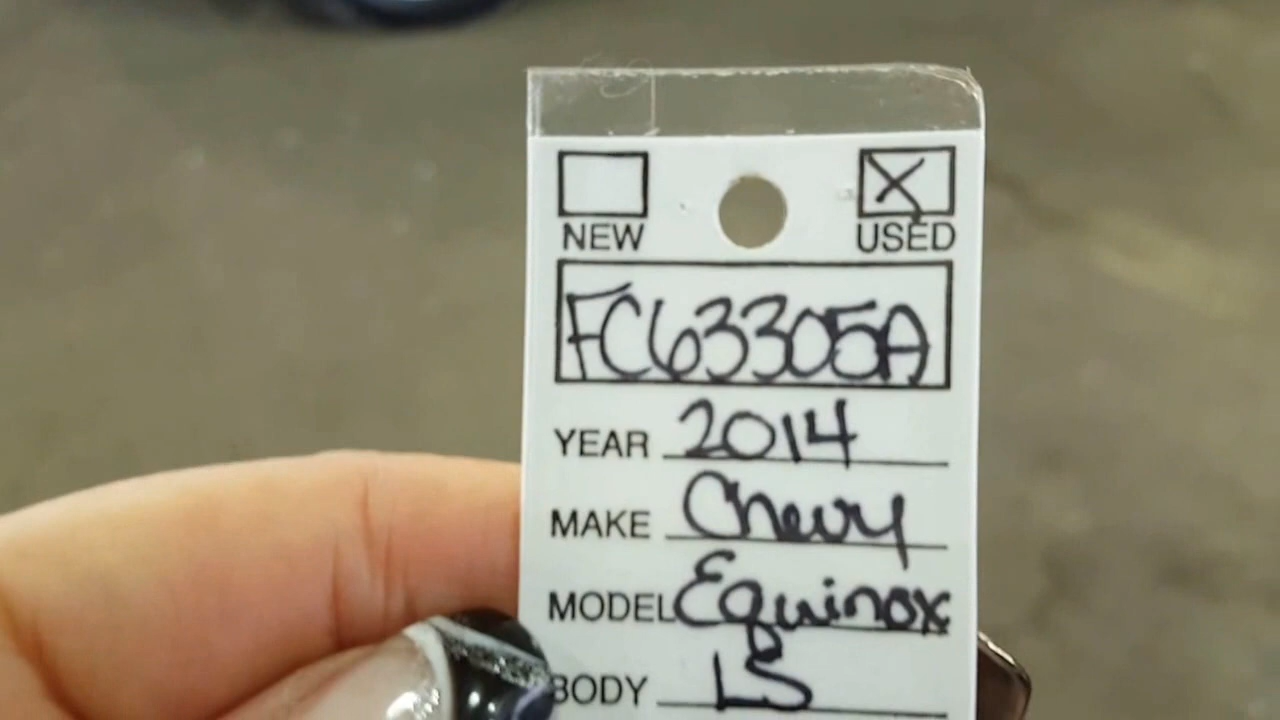 NEW USED
FC63305A
YEAR 2014
MAKE Chevy
MODEL Equinox
BODY LS